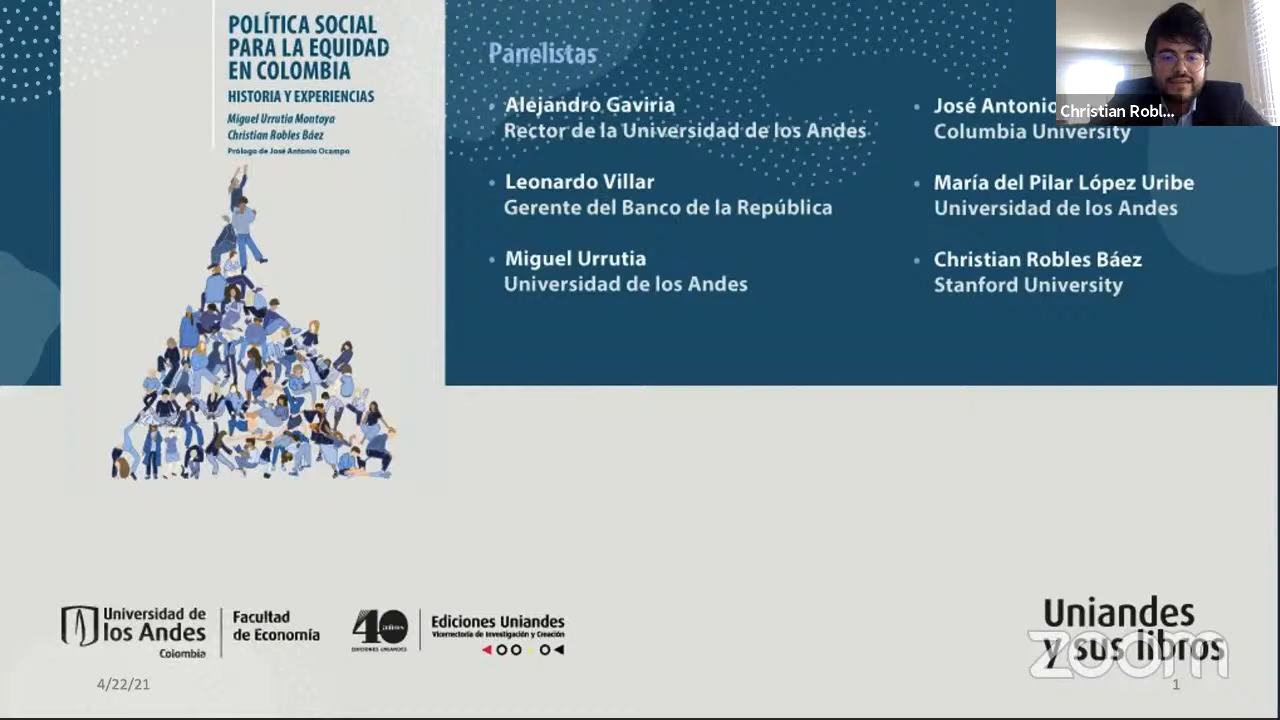 POLÍTICA SOCIAL
PARA LA EQUIDAD
EN COLOMBIA
HISTORIA Y EXPERIENCIAS
Miguel Urrutia Montoya
Christian Robles Báez
Prólogo de José Antonio Ocampo
Panelistas
• Alejandro Gaviria
Rector de la Universidad de los Andes
• Leonardo Villar
Gerente del Banco de la República
• Miguel Urrutia
Universidad de los Andes
• José Antonio
Columbia University
• María del Pilar López Uribe
Universidad de los Andes
• Christian Robles Báez
Stanford University
Christian Robl...
Universidad de
los Andes
Colombia
Facultad
de Economía
40
años
EDICIONES UNIANDES
Ediciones Uniandes
Vicerrectoría de Investigación y Creación
Uniandes
y sus libros
zoom
4/22/21
1